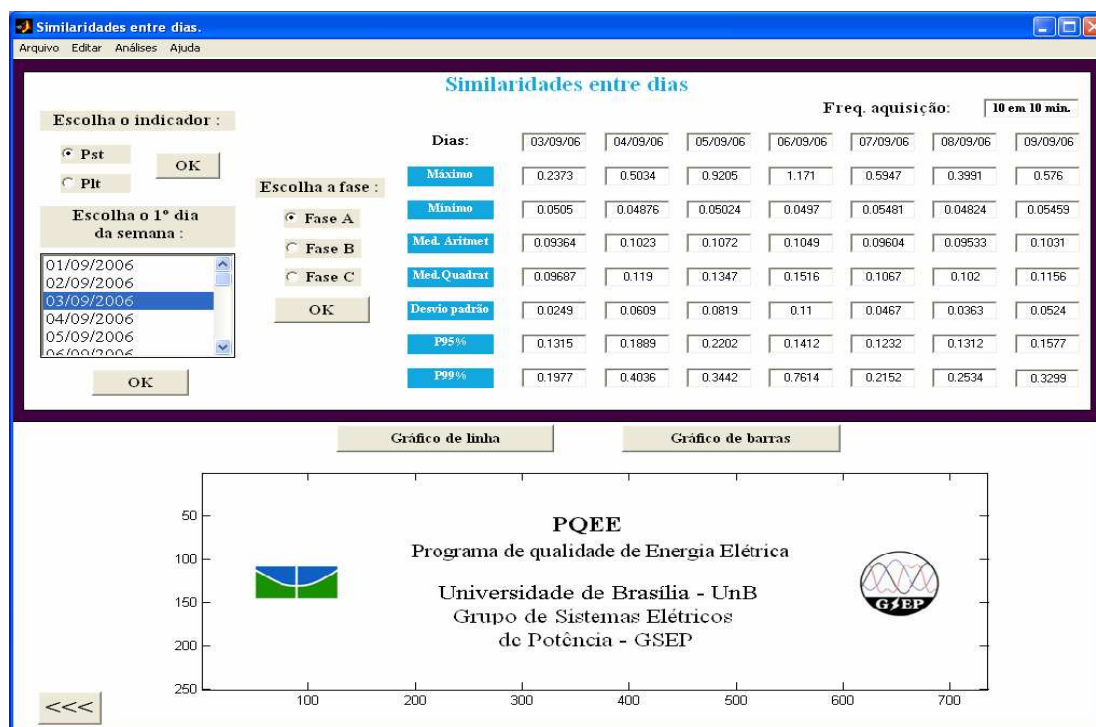 Similaridades entre dias.
Arquivo Editar Análises Ajuda
Similaridades entre dias
Freq. aquisição: 10 em 10 min.
Escolha o indicador :
Pst
OK
Plt
Escolha o 1º dia
da semana :
01/09/2006
02/09/2006
03/09/2006
04/09/2006
05/09/2006
06/09/2006
OK
Escolha a fase :
Fase A
Fase B
Fase C
OK
Dias: 03/09/06 04/09/06 05/09/06 06/09/06 07/09/06 08/09/06 09/09/06
Máximo 0.2373 0.5034 0.9205 1.171 0.5947 0.3991 0.576
Mínimo 0.0505 0.04876 0.05024 0.0497 0.05481 0.04824 0.05459
Med. Aritmet 0.09364 0.1023 0.1072 0.1049 0.09604 0.09533 0.1031
Med. Quadrat 0.09687 0.119 0.1347 0.1516 0.1067 0.102 0.1156
Desvio padrão 0.0249 0.0609 0.0819 0.11 0.0467 0.0363 0.0524
P95% 0.1315 0.1889 0.2202 0.1412 0.1232 0.1312 0.1577
P99% 0.1977 0.4036 0.3442 0.7614 0.2152 0.2534 0.3299
Gráfico de linha
Gráfico de barras
50
100
150
200
250
PQEE
Programa de qualidade de Energia Elétrica
Universidade de Brasília - UnB
Grupo de Sistemas Elétricos
de Potência - GSEP
GSEP
100 200 300 400 500 600 700
<<<